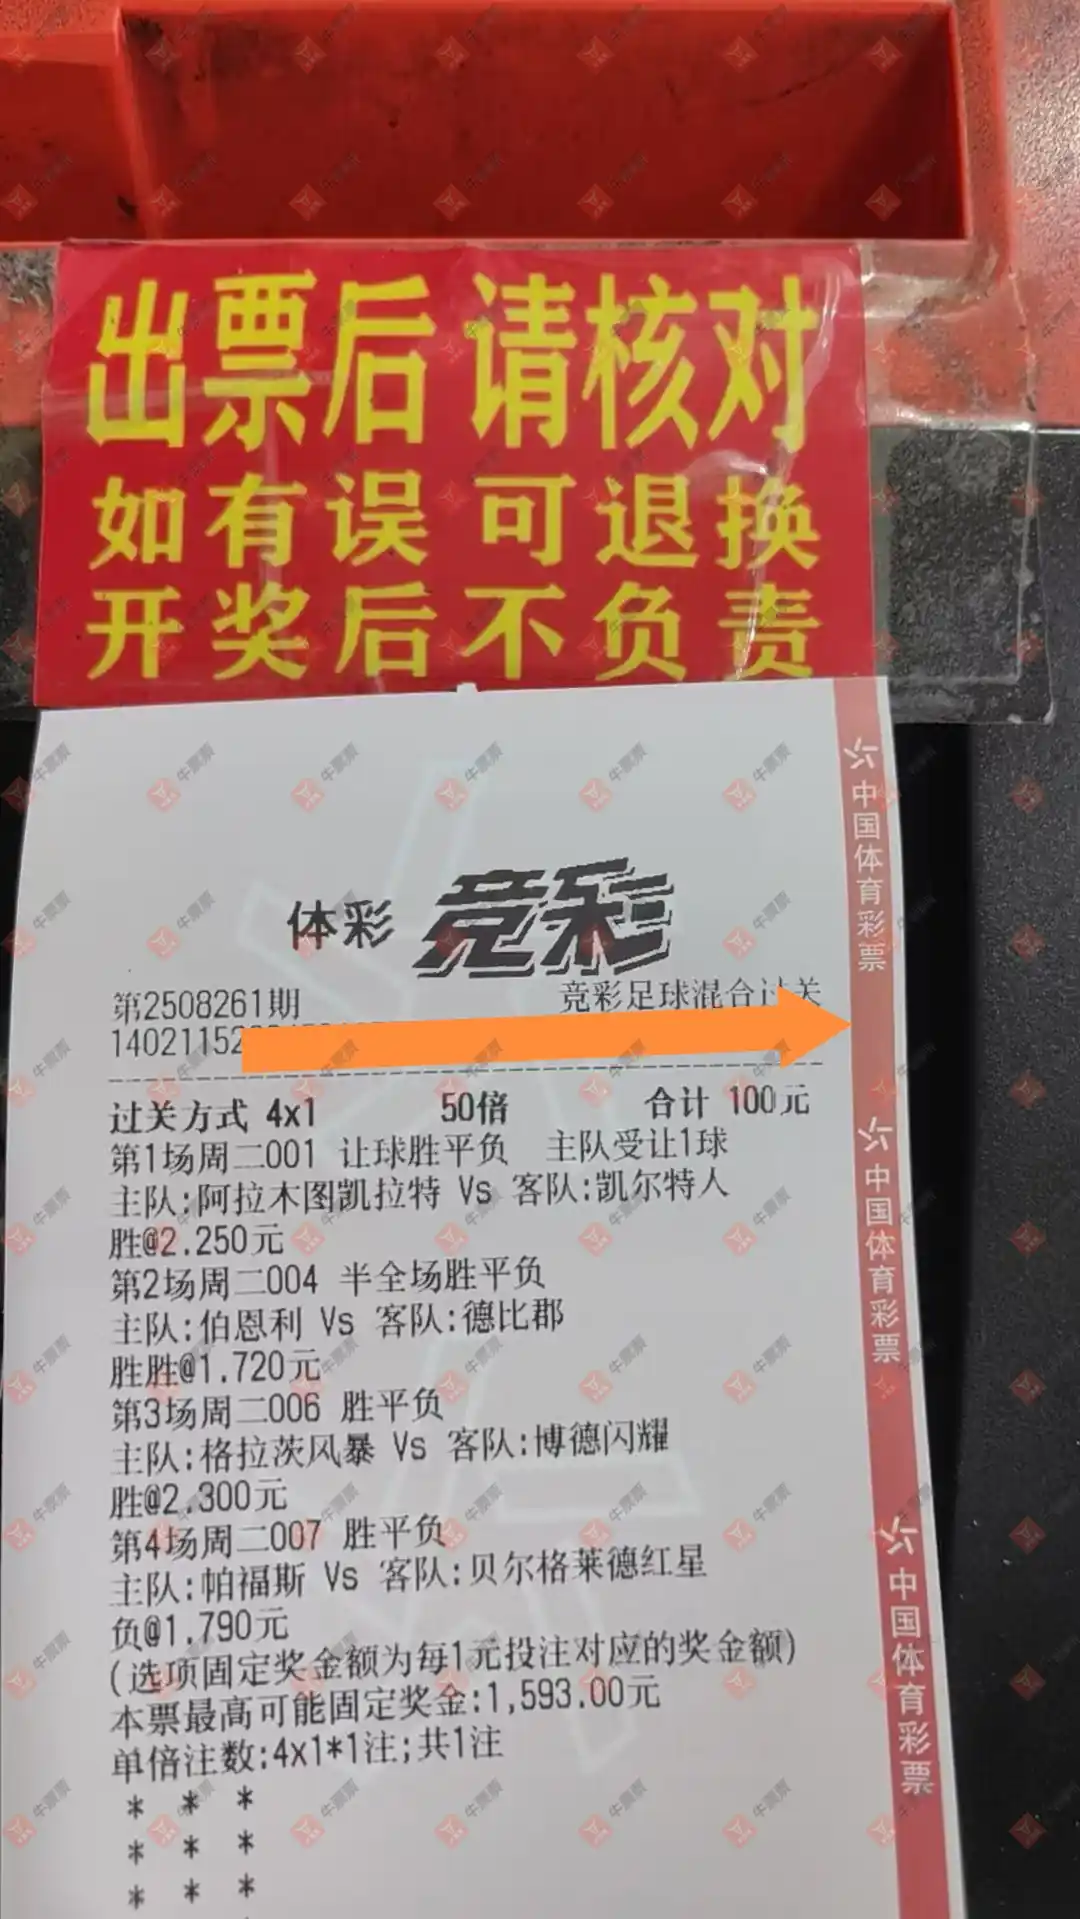 出票后请核对
如有误可退换
开奖后不负责
体彩 竞彩
第2508261期 竞彩足球混合过关
14021152
过关方式 4x1 50倍 合计 100元
第1场周二001 让球胜平负 主队受让1球
主队:阿拉木图凯拉特 Vs 客队:凯尔特人
胜@2.250元
第2场周二004 半全场胜平负
主队:伯恩利 Vs 客队:德比郡
胜胜@1.720元
第3场周二006 胜平负
主队:格拉茨风暴 Vs 客队:博德闪耀
胜@2.300元
第4场周二007 胜平负
主队:帕福斯 Vs 客队:贝尔格莱德红星
负@1.790元
(选项固定奖金额为每1元投注对应的奖金额)
本票最高可能固定奖金:1,593.00元
单倍注数:4x1*1注;共1注
* * *
* * *
* * *
中国体育彩票
中国体育彩票
中国体育彩票
牛票票